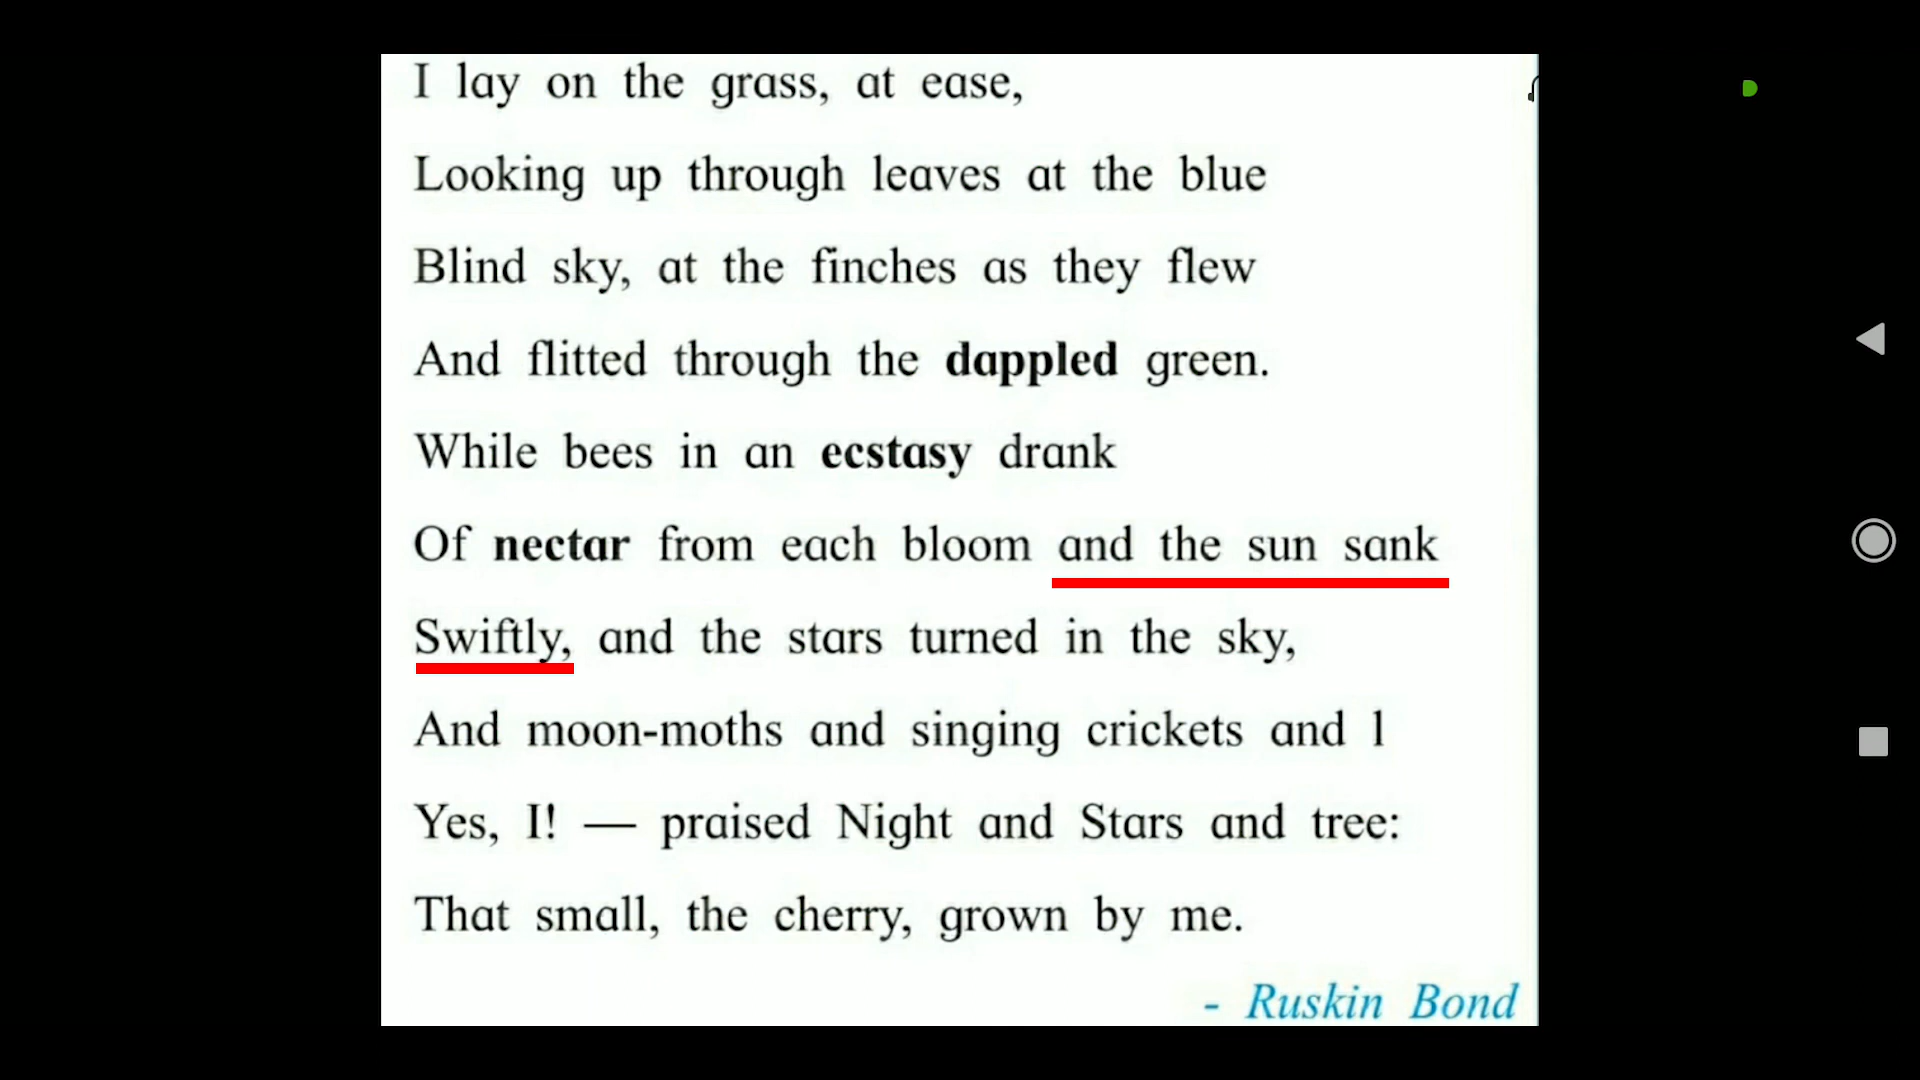 I lay on the grass, at ease,
Looking up through leaves at the blue
Blind sky, at the finches as they flew
And flitted through the dappled green.
While bees in an ecstasy drank
Of nectar from each bloom and the sun sank
Swiftly, and the stars turned in the sky,
And moon-moths and singing crickets and l
Yes, I! — praised Night and Stars and tree:
That small, the cherry, grown by me.
- Ruskin Bond